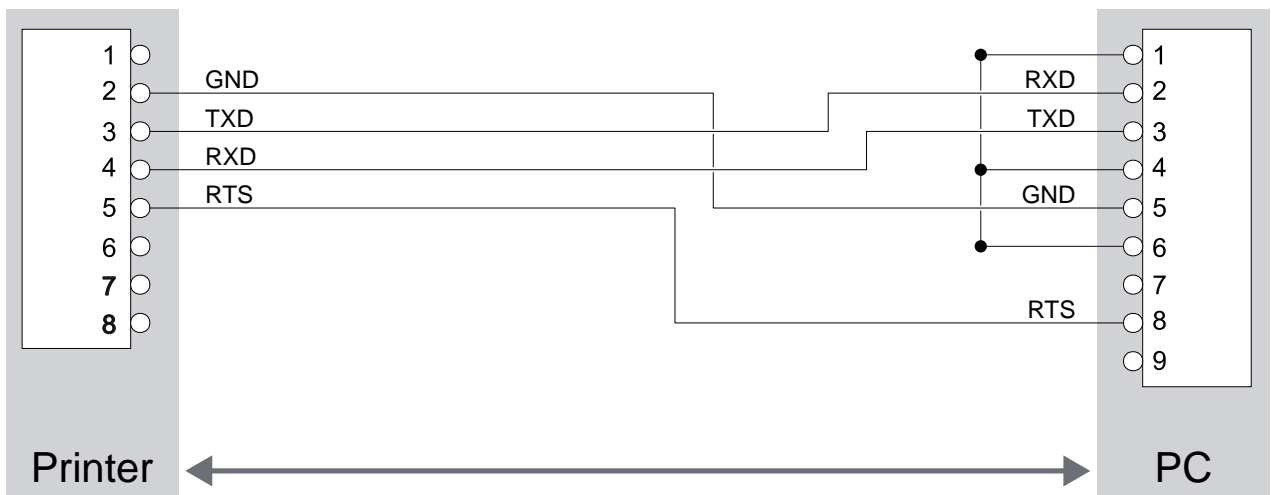 1
2 GND
3 TXD
4 RXD
5 RTS
6
7
8
Printer
1
RXD 2
TXD 3
4
GND 5
6
7
RTS 8
9
PC